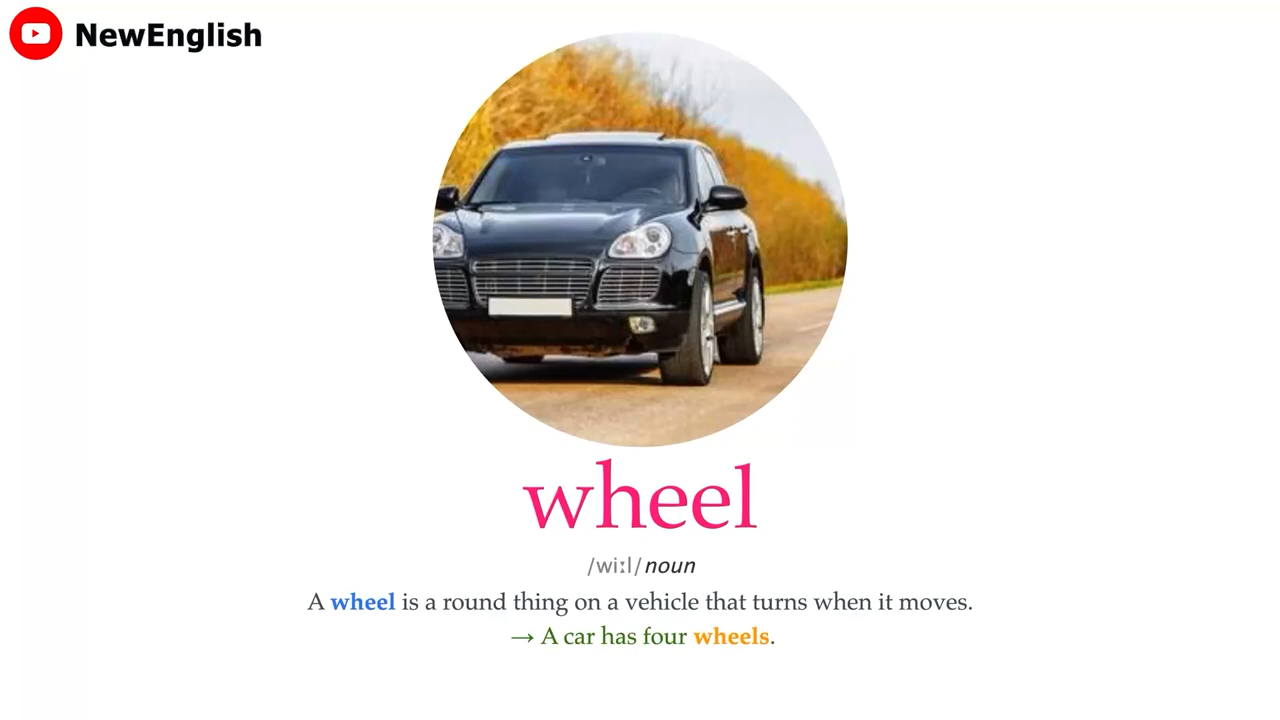 NewEnglish
wheel
/wiːl/ noun
A wheel is a round thing on a vehicle that turns when it moves.
→ A car has four wheels.